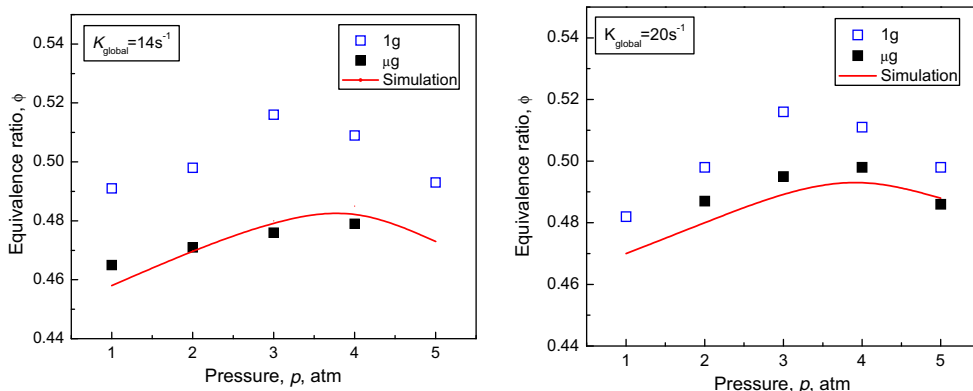 K_global=14s⁻¹
1g
μg
Simulation
0.54
0.52
0.50
0.48
0.46
0.44
Equivalence ratio, ϕ
1 2 3 4 5
Pressure, p, atm
K_global=20s⁻¹
1g
μg
Simulation
0.54
0.52
0.50
0.48
0.46
0.44
Equivalence ratio, ϕ
1 2 3 4 5
Pressure, p, atm